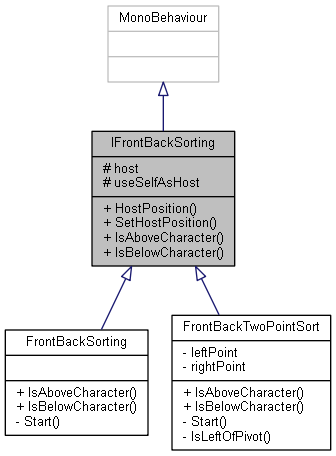 MonoBehaviour
IFrontBackSorting
# host
# useSelfAsHost
+ HostPosition()
+ SetHostPosition()
+ IsAboveCharacter()
+ IsBelowCharacter()
FrontBackSorting
+ IsAboveCharacter()
+ IsBelowCharacter()
- Start()
FrontBackTwoPointSort
- leftPoint
- rightPoint
+ IsAboveCharacter()
+ IsBelowCharacter()
- Start()
- IsLeftOfPivot()